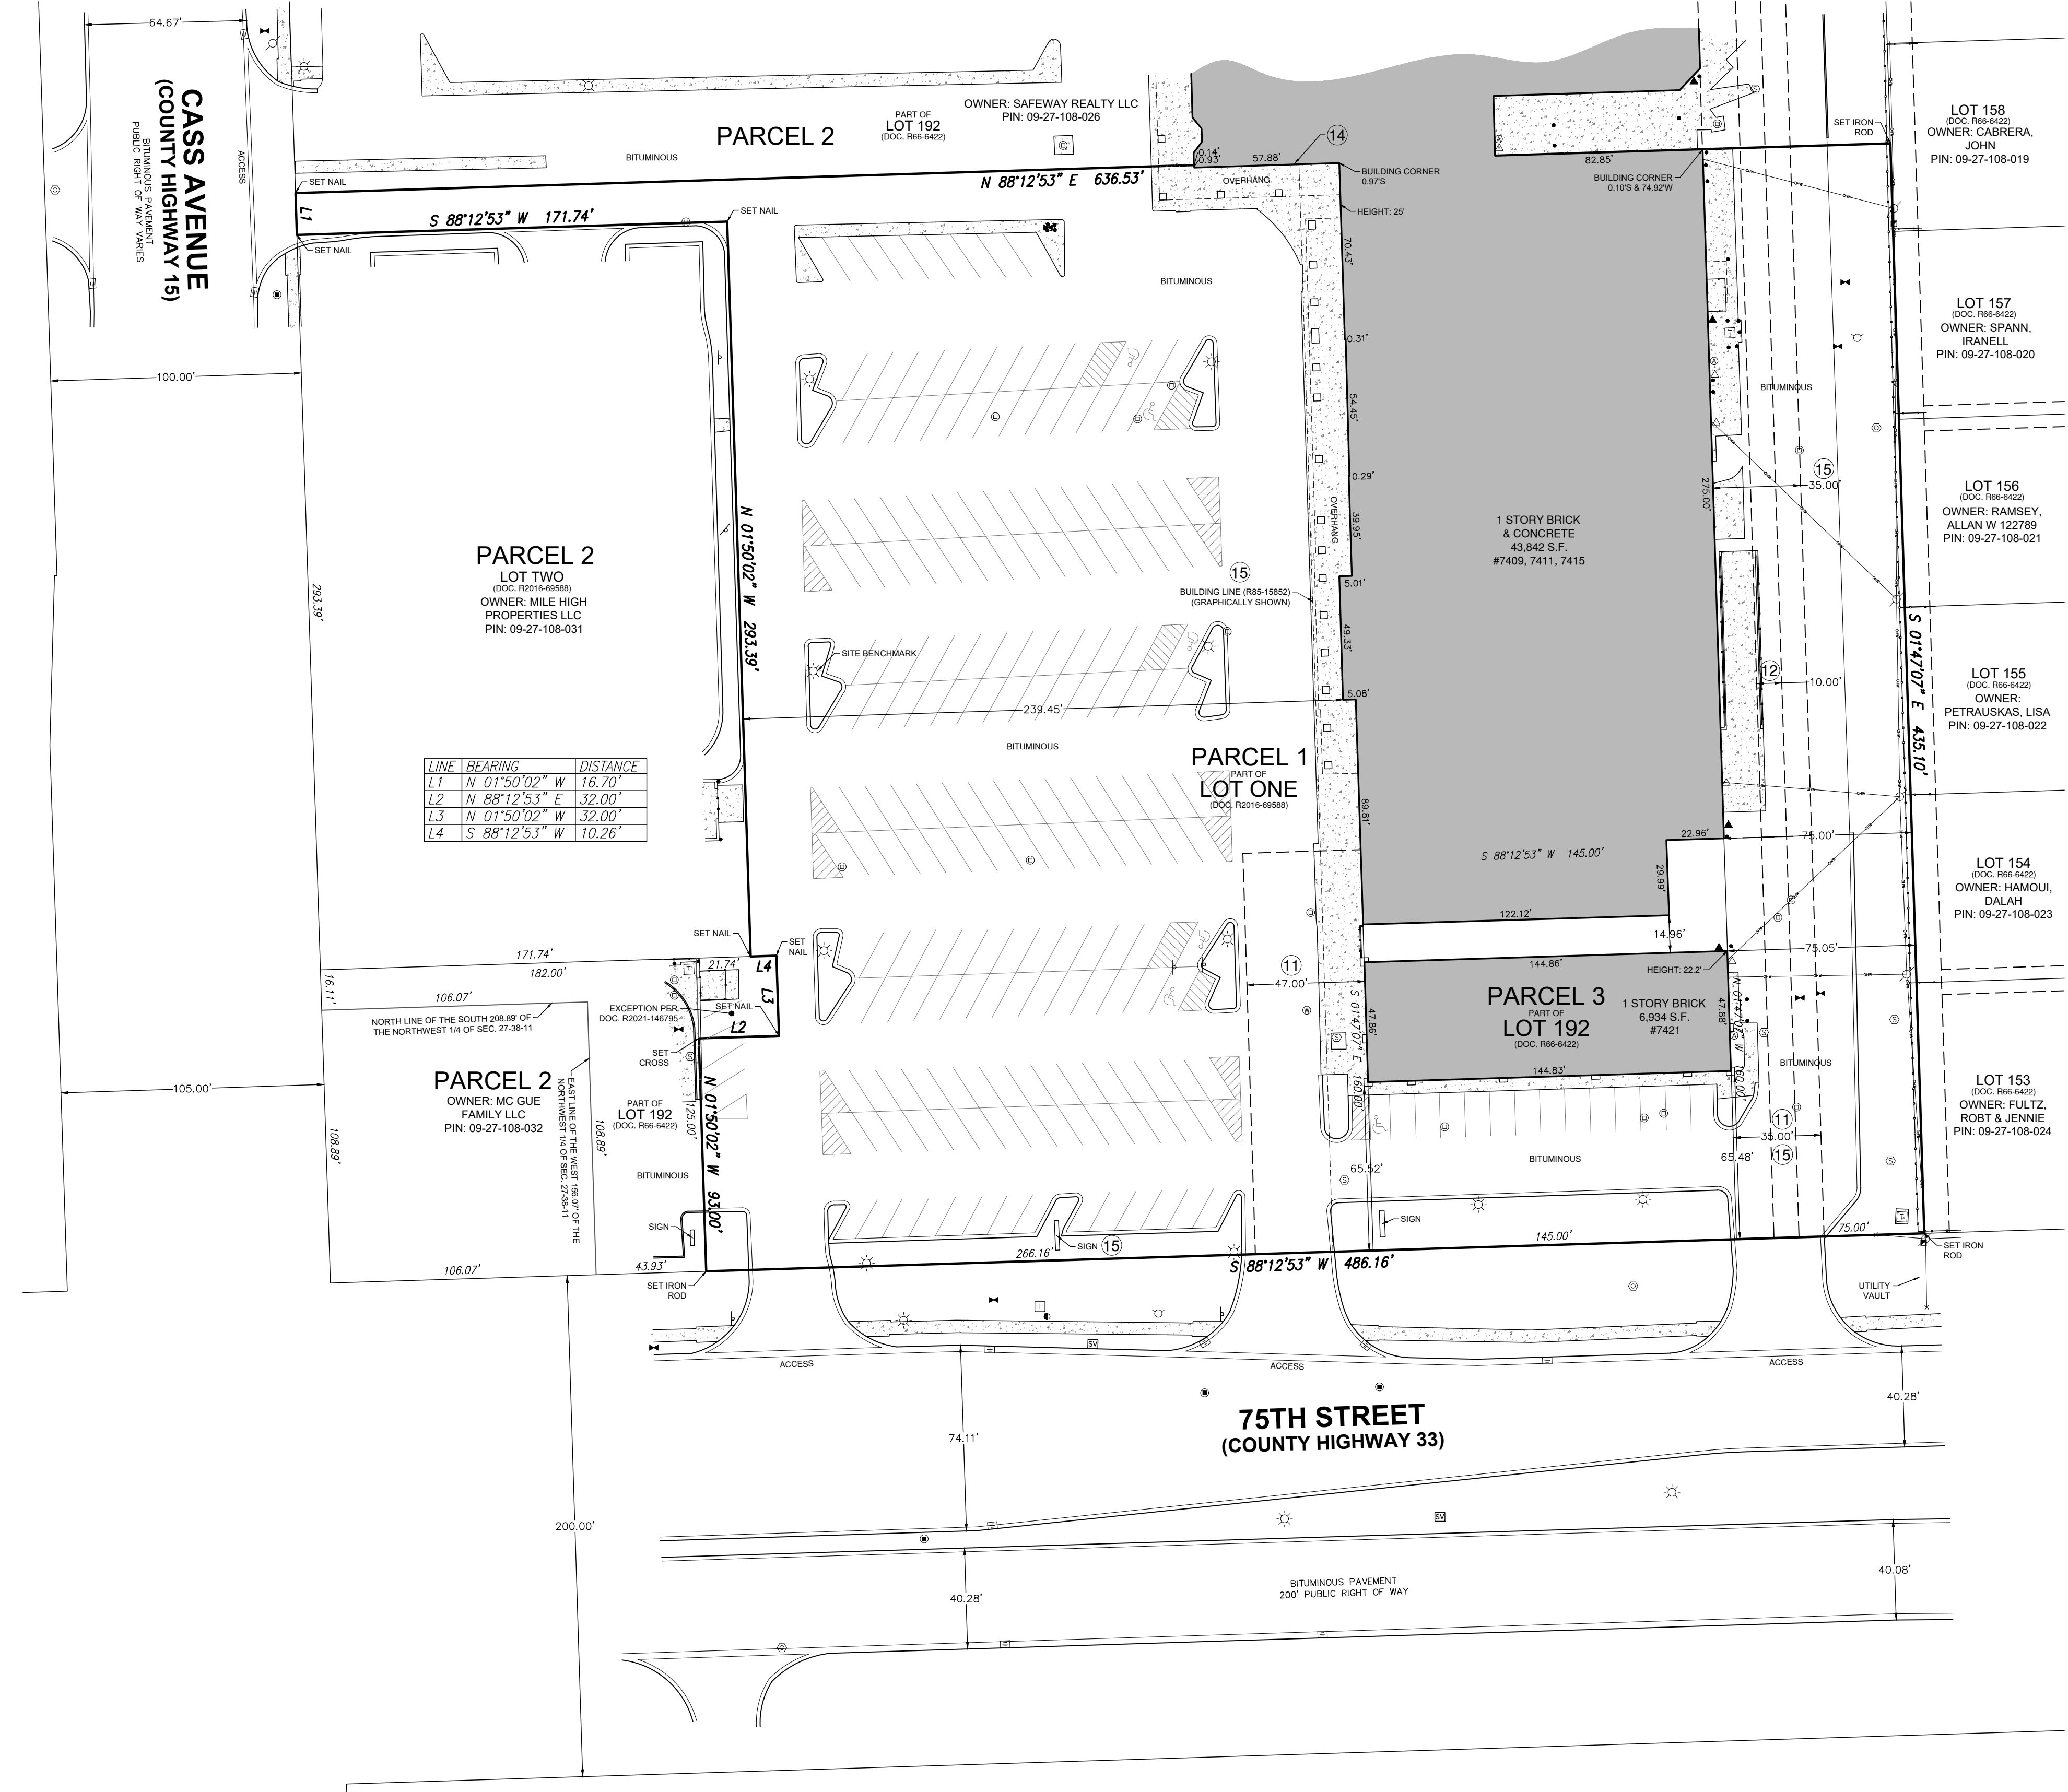 64.67'
CASS AVENUE
(COUNTY HIGHWAY 15)
BITUMINOUS PAVEMENT
PUBLIC RIGHT OF WAY VARIES
ACCESS
100.00'
105.00'
SET NAIL
L1
SET NAIL
S 88°12'53" W 171.74'
SET NAIL
PARCEL 2
PART OF
LOT 192
(DOC. R66-6422)
OWNER: SAFEWAY REALTY LLC
PIN: 09-27-108-026
BITUMINOUS
N 88°12'53" E 636.53'
0.14'
0.93'
57.88'
14
OVERHANG
BUILDING CORNER
0.97'S
HEIGHT: 25'
82.85'
BUILDING CORNER
0.10'S & 74.92'W
SET IRON
ROD
LOT 158
(DOC. R66-6422)
OWNER: CABRERA,
JOHN
PIN: 09-27-108-019
LOT 157
(DOC. R66-6422)
OWNER: SPANN,
IRANELL
PIN: 09-27-108-020
LOT 156
(DOC. R66-6422)
OWNER: RAMSEY,
ALLAN W 122789
PIN: 09-27-108-021
LOT 155
(DOC. R66-6422)
OWNER:
PETRAUSKAS, LISA
PIN: 09-27-108-022
LOT 154
(DOC. R66-6422)
OWNER: HAMOUI,
DALAH
PIN: 09-27-108-023
LOT 153
(DOC. R66-6422)
OWNER: FULTZ,
ROBT & JENNIE
PIN: 09-27-108-024
S 01°47'07" E 435.10'
BITUMINOUS
70.43'
0.31'
54.45'
0.29'
39.95'
5.01'
49.33'
5.08'
89.81'
OVERHANG
1 STORY BRICK
& CONCRETE
43,842 S.F.
#7409, 7411, 7415
275.00'
BITUMINOUS
15
35.00'
12
10.00'
PARCEL 2
LOT TWO
(DOC. R2016-69588)
OWNER: MILE HIGH
PROPERTIES LLC
PIN: 09-27-108-031
293.39'
N 01°50'02" W 293.39'
15
BUILDING LINE (R85-15852)
(GRAPHICALLY SHOWN)
SITE BENCHMARK
239.45'
BITUMINOUS
PARCEL 1
PART OF
LOT ONE
(DOC. R2016-69588)
LINE BEARING DISTANCE
L1 N 01°50'02" W 16.70'
L2 N 88°12'53" E 32.00'
L3 N 01°50'02" W 32.00'
L4 S 88°12'53" W 10.26'
22.96'
75.00'
S 88°12'53" W 145.00'
29.99'
122.12'
14.96'
75.05'
144.86'
HEIGHT: 22.2'
SET NAIL
SET
NAIL
171.74'
21.74'
L4
182.00'
16.11'
106.07'
L3
SET NAIL
EXCEPTION PER
DOC. R2021-146795
L2
NORTH LINE OF THE SOUTH 208.89' OF
THE NORTHWEST 1/4 OF SEC. 27-38-11
SET
CROSS
11
47.00'
S 01°47'07" E 160.00'
47.86'
PARCEL 3
PART OF
LOT 192
(DOC. R66-6422)
1 STORY BRICK
6,934 S.F.
#7421
47.88'
N 01°47'07" W 160.00'
144.83'
BITUMINOUS
PARCEL 2
OWNER: MC GUE
FAMILY LLC
PIN: 09-27-108-032
108.89'
EAST LINE OF THE WEST 156.07' OF THE
NORTHWEST 1/4 OF SEC. 27-38-11
108.89'
PART OF
LOT 192
(DOC. R66-6422)
125.00'
N 01°50'02" W 93.00'
BITUMINOUS
SIGN
11
35.00'
15
65.52'
BITUMINOUS
65.48'
SIGN
SIGN
15
266.16'
145.00'
75.00'
S 88°12'53" W 486.16'
106.07'
43.93'
SET IRON
ROD
SET IRON
ROD
UTILITY
VAULT
T
SV
ACCESS
ACCESS
ACCESS
75TH STREET
(COUNTY HIGHWAY 33)
74.11'
40.28'
200.00'
SV
40.28'
BITUMINOUS PAVEMENT
200' PUBLIC RIGHT OF WAY
40.08'